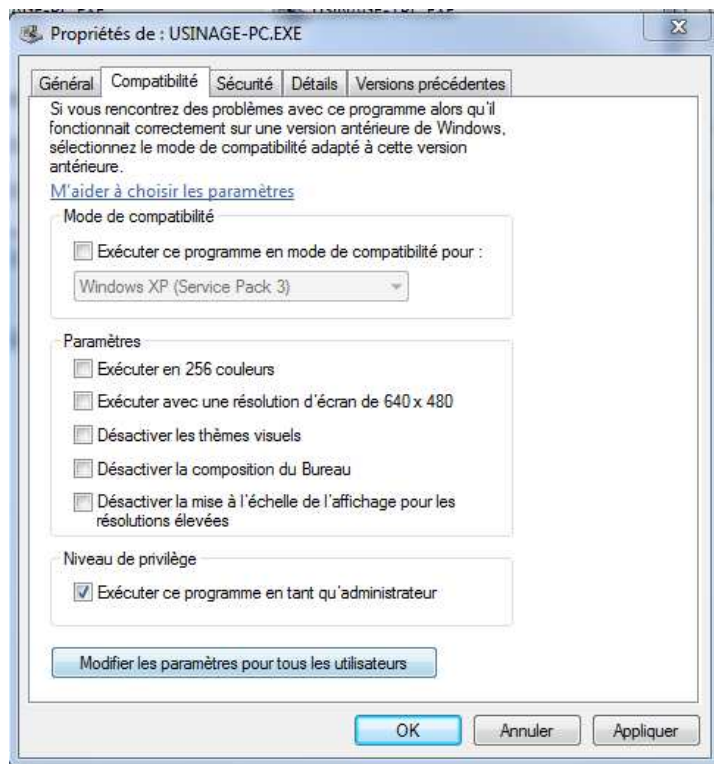 Propriétés de : USINAGE-PC.EXE
Général Compatibilité Sécurité Détails Versions précédentes
Si vous rencontrez des problèmes avec ce programme alors qu'il
fonctionnait correctement sur une version antérieure de Windows,
sélectionnez le mode de compatibilité adapté à cette version
antérieure.
M'aider à choisir les paramètres
Mode de compatibilité
Exécuter ce programme en mode de compatibilité pour :
Windows XP (Service Pack 3)
Paramètres
Exécuter en 256 couleurs
Exécuter avec une résolution d'écran de 640 x 480
Désactiver les thèmes visuels
Désactiver la composition du Bureau
Désactiver la mise à l'échelle de l'affichage pour les
résolutions élevées
Niveau de privilège
Exécuter ce programme en tant qu'administrateur
Modifier les paramètres pour tous les utilisateurs
OK Annuler Appliquer